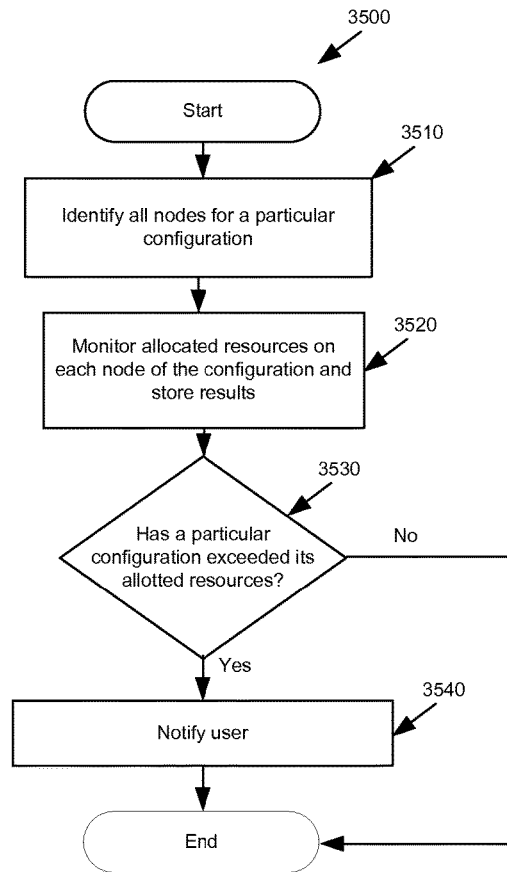 3500
Start
3510
Identify all nodes for a particular
configuration
3520
Monitor allocated resources on
each node of the configuration and
store results
3530
Has a particular
configuration exceeded its
allotted resources?
No
Yes
3540
Notify user
End